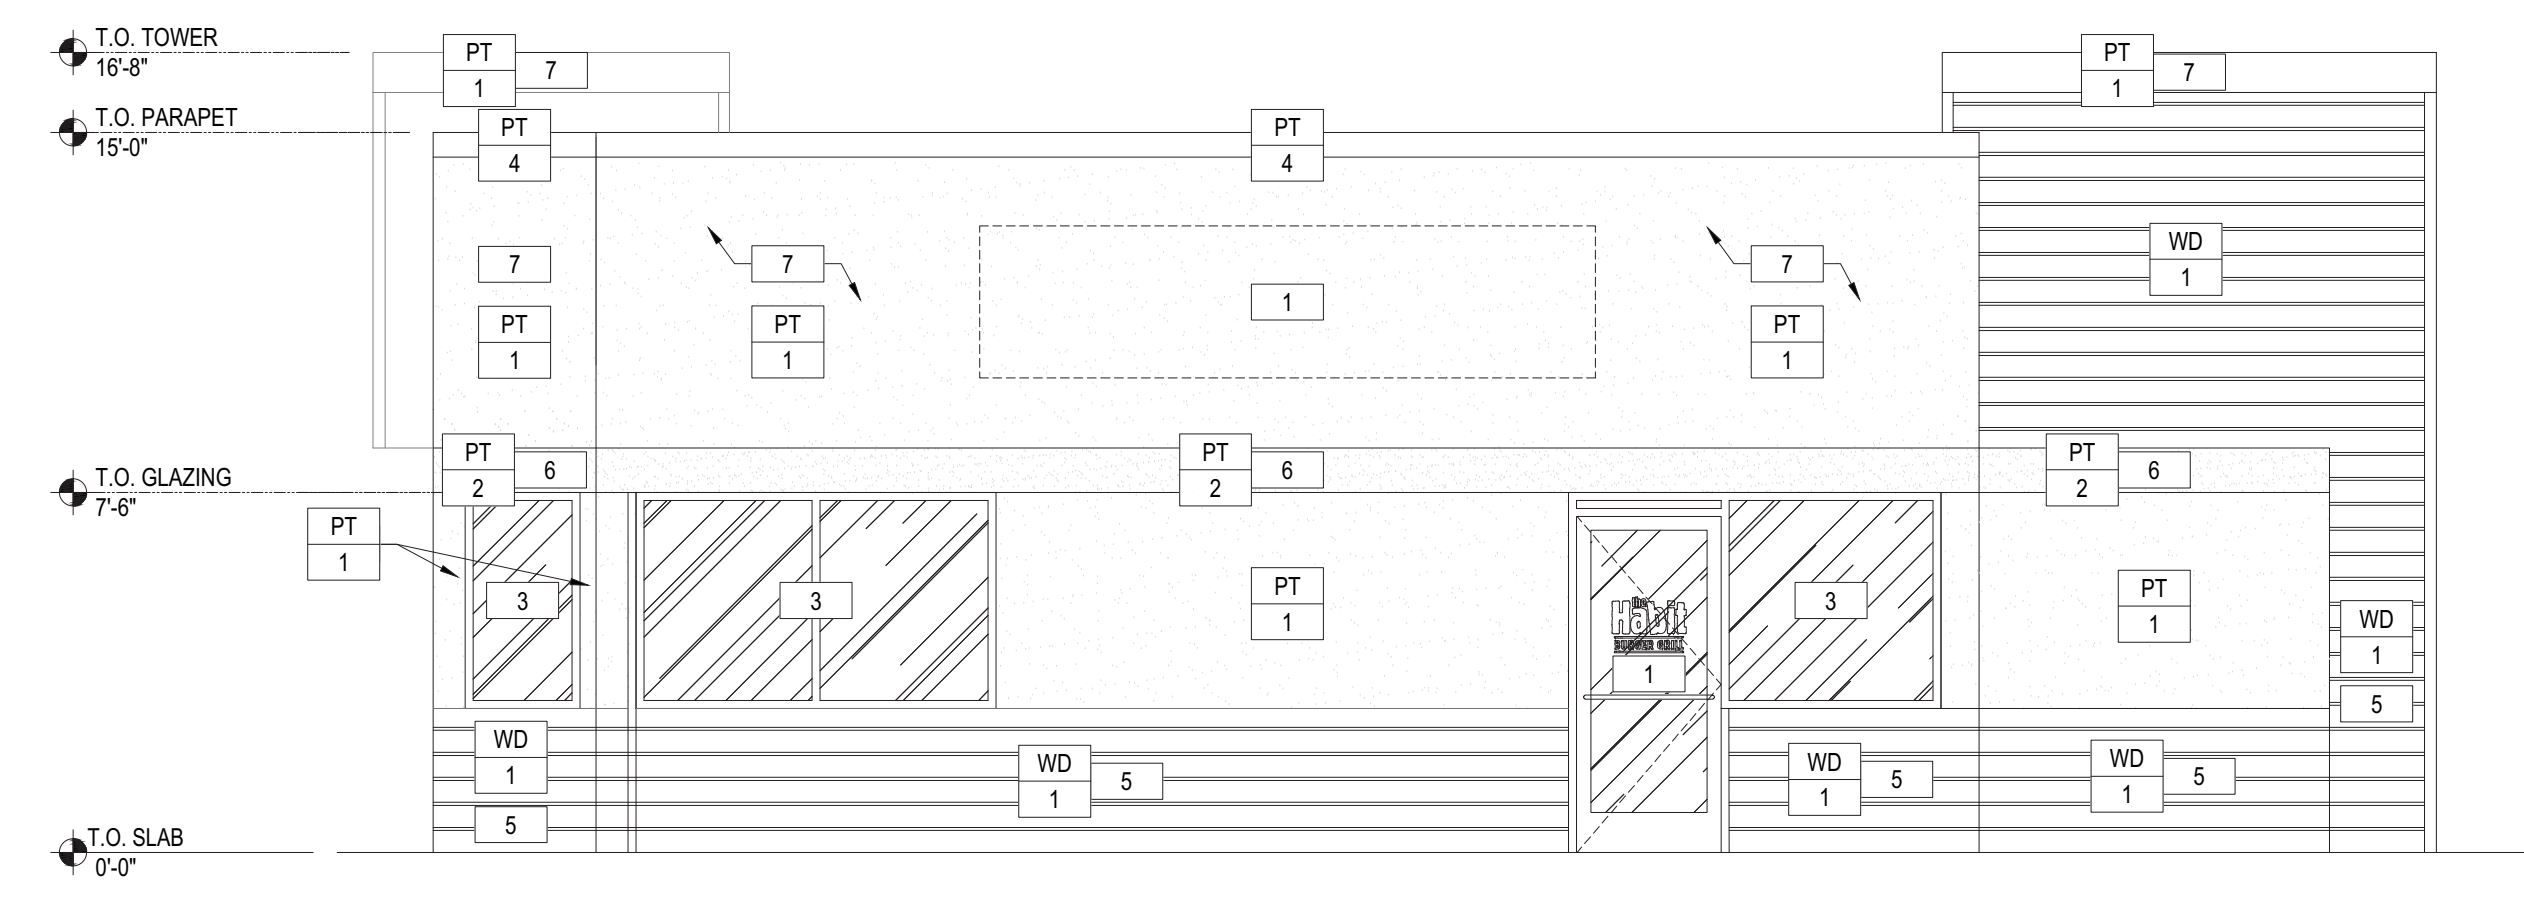 T.O. TOWER
16'-8"
PT
1
7
PT
1
7
T.O. PARAPET
15'-0"
PT
4
PT
4
7
PT
1
7
PT
1
1
7
PT
1
WD
1
T.O. GLAZING
7'-6"
PT
2
6
PT
2
6
PT
2
6
PT
1
3
3
PT
1
the
Habit
BURGER GRILL
1
3
PT
1
WD
1
5
WD
1
5
WD
1
5
WD
1
5
WD
1
5
T.O. SLAB
0'-0"